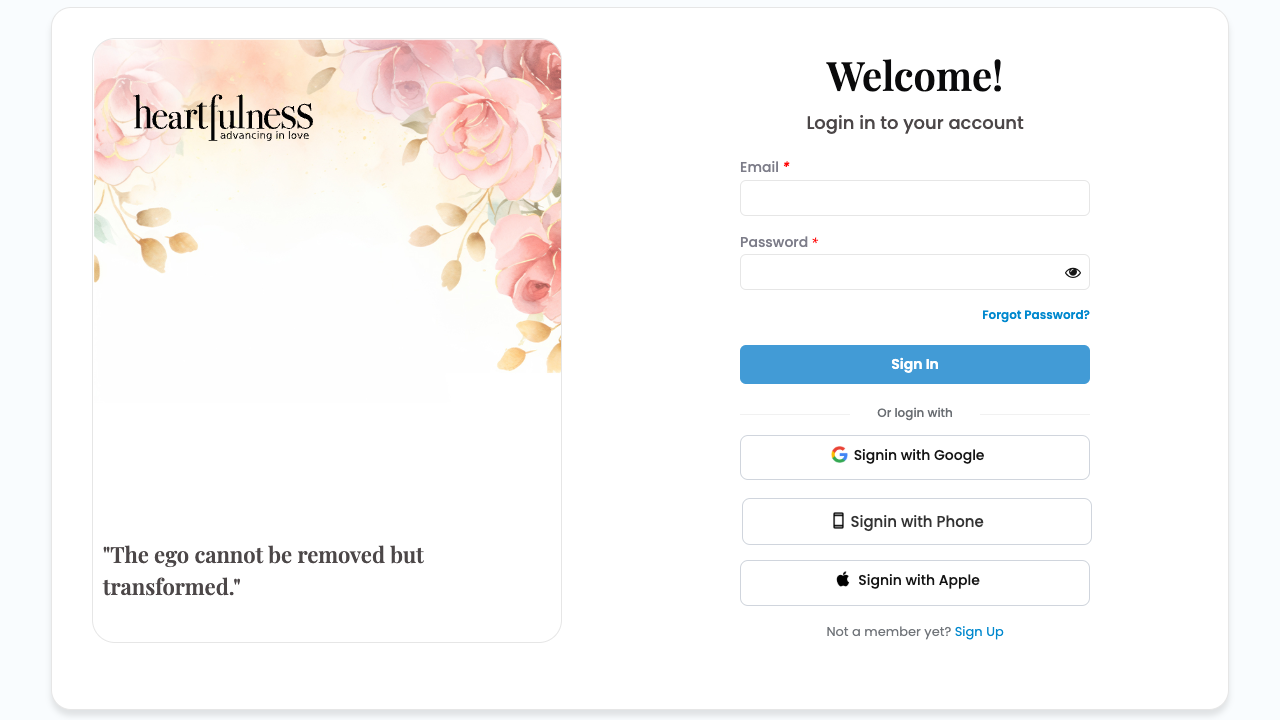 heartfulness
advancing in love
"The ego cannot be removed but
transformed."
Welcome!
Login in to your account
Email *
Password *
Forgot Password?
Sign In
Or login with
Signin with Google
Signin with Phone
Signin with Apple
Not a member yet? Sign Up